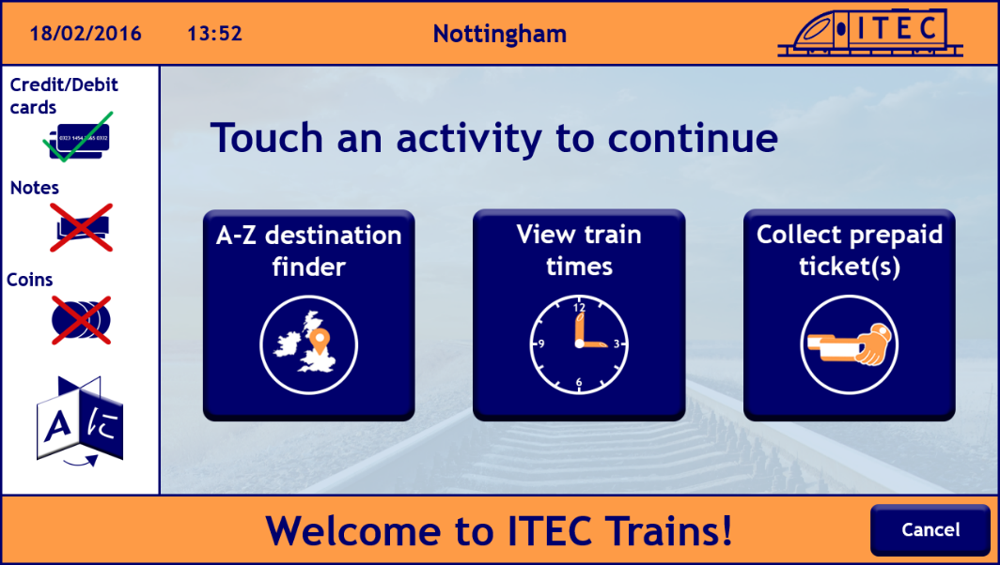 18/02/2016 13:52 Nottingham ITEC
Credit/Debit
cards
Notes
Coins
A に
Touch an activity to continue
A-Z destination
finder
View train
times
12
9 3
6
Collect prepaid
ticket(s)
Welcome to ITEC Trains!
Cancel